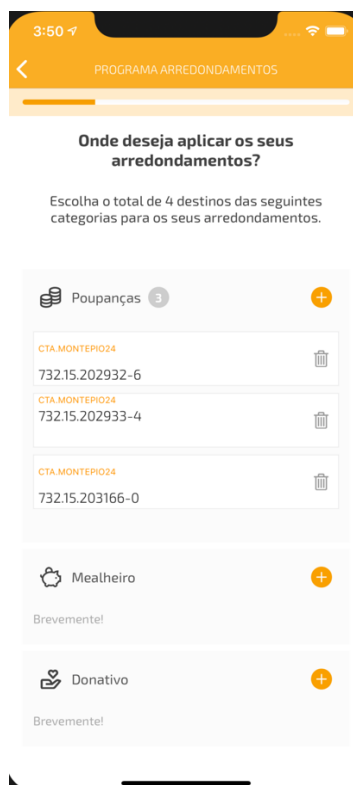 3:50
PROGRAMA ARREDONDAMENTOS
Onde deseja aplicar os seus
arredondamentos?
Escolha o total de 4 destinos das seguintes
categorias para os seus arredondamentos.
Poupanças 3
CTA.MONTEPIO24
732.15.202932-6
CTA.MONTEPIO24
732.15.202933-4
CTA.MONTEPIO24
732.15.203166-0
Mealheiro
Brevemente!
Donativo
Brevemente!